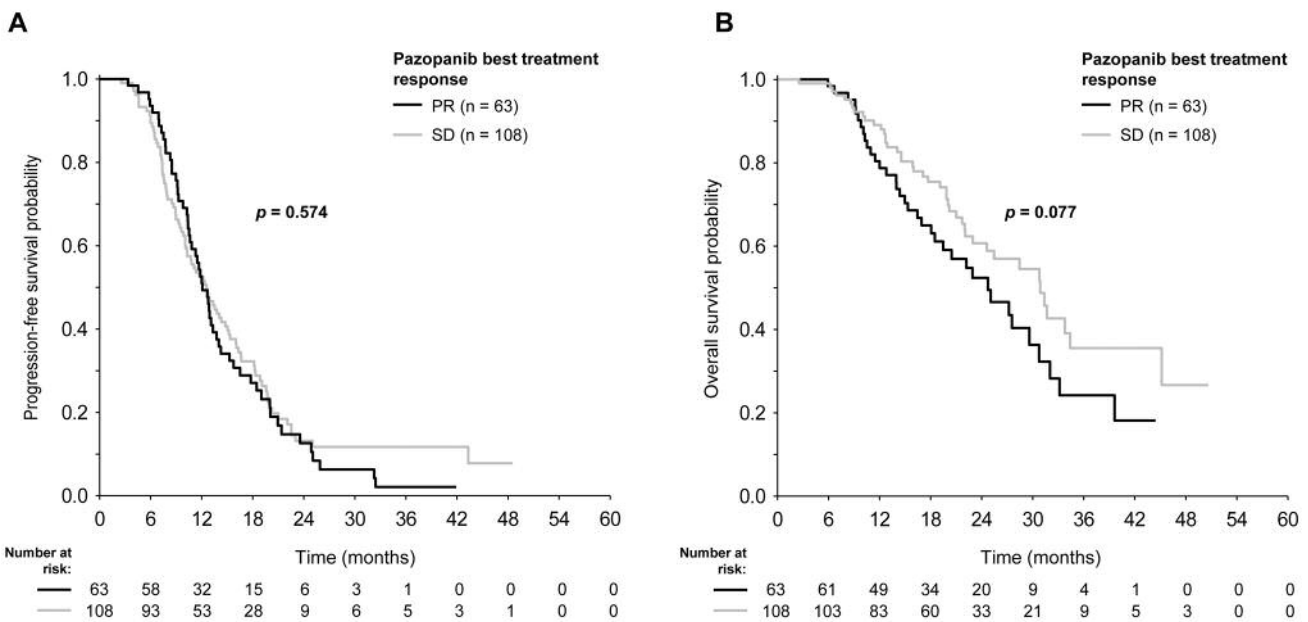 A
Pazopanib best treatment
response
PR (n = 63)
SD (n = 108)
p = 0.574
Progression-free survival probability
1.0
0.8
0.6
0.4
0.2
0.0
0 6 12 18 24 30 36 42 48 54 60
Time (months)
Number at
risk:
63 58 32 15 6 3 1 0 0 0 0
108 93 53 28 9 6 5 3 1 0 0
B
Pazopanib best treatment
response
PR (n = 63)
SD (n = 108)
p = 0.077
Overall survival probability
1.0
0.8
0.6
0.4
0.2
0.0
0 6 12 18 24 30 36 42 48 54 60
Time (months)
Number at
risk:
63 61 49 34 20 9 4 1 0 0 0
108 103 83 60 33 21 9 5 3 0 0